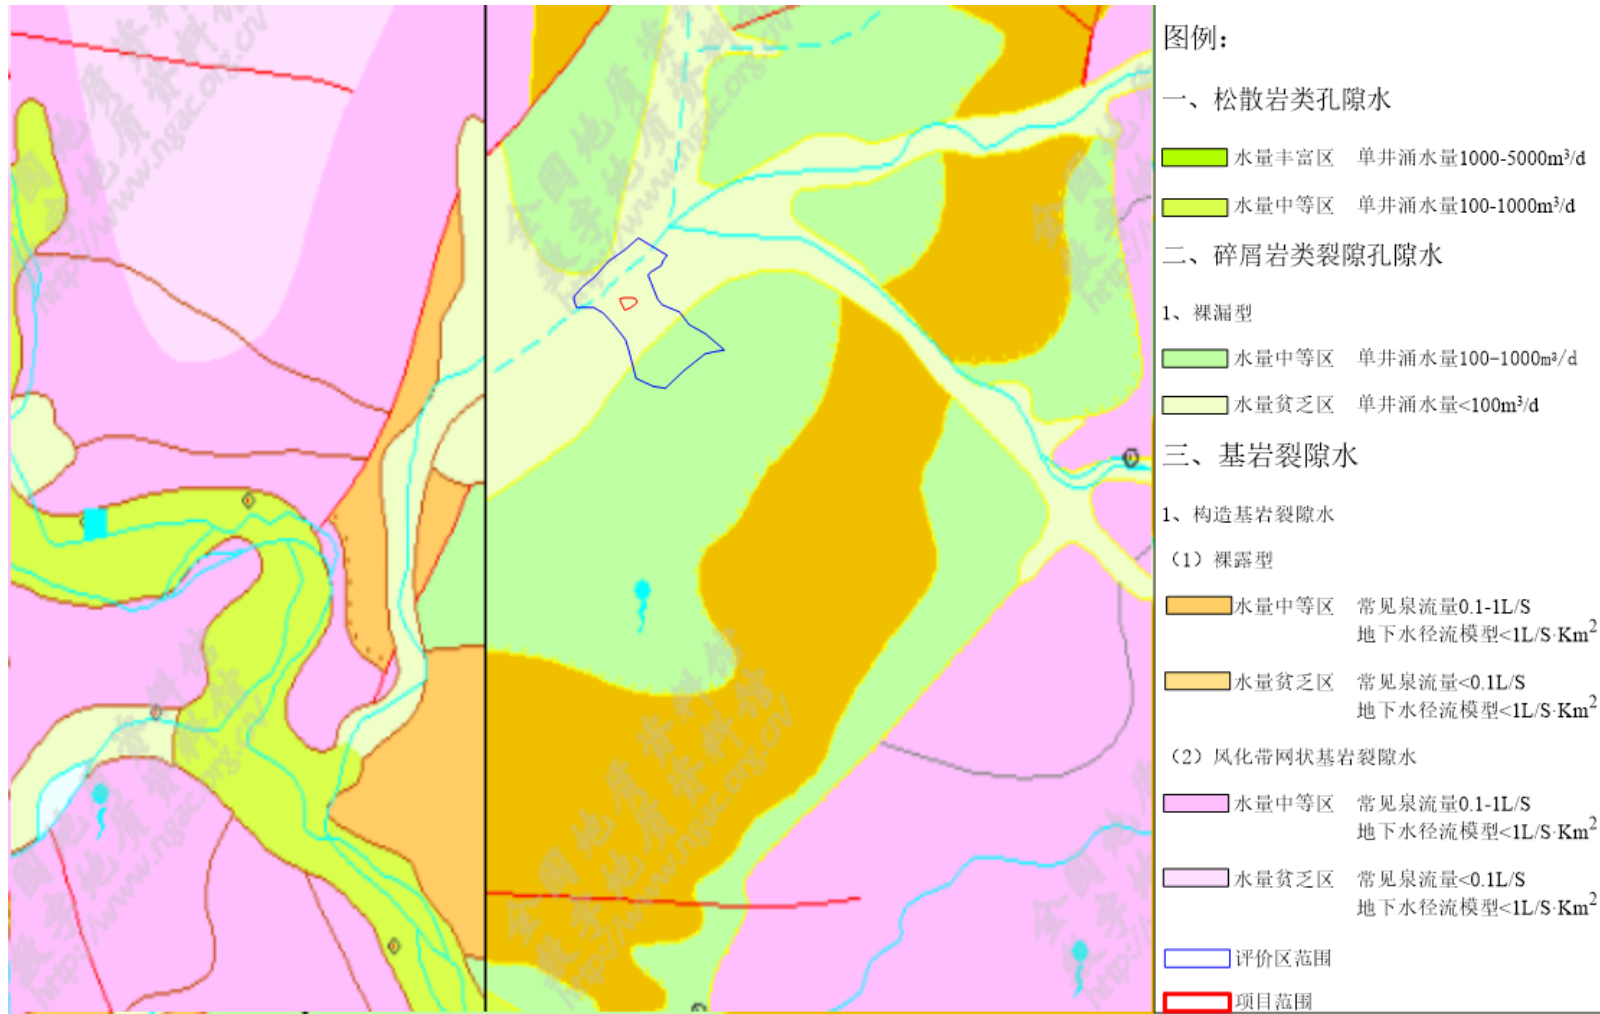 图例：
一、松散岩类孔隙水
水量丰富区 单井涌水量1000-5000m³/d
水量中等区 单井涌水量100-1000m³/d
二、碎屑岩类裂隙孔隙水
1、裸漏型
水量中等区 单井涌水量100-1000m³/d
水量贫乏区 单井涌水量<100m³/d
三、基岩裂隙水
1、构造基岩裂隙水
（1）裸露型
水量中等区 常见泉流量0.1-1L/S
地下水径流模型<1L/S·Km²
水量贫乏区 常见泉流量<0.1L/S
地下水径流模型<1L/S·Km²
（2）风化带网状基岩裂隙水
水量中等区 常见泉流量0.1-1L/S
地下水径流模型<1L/S·Km²
水量贫乏区 常见泉流量<0.1L/S
地下水径流模型<1L/S·Km²
评价区范围
项目范围